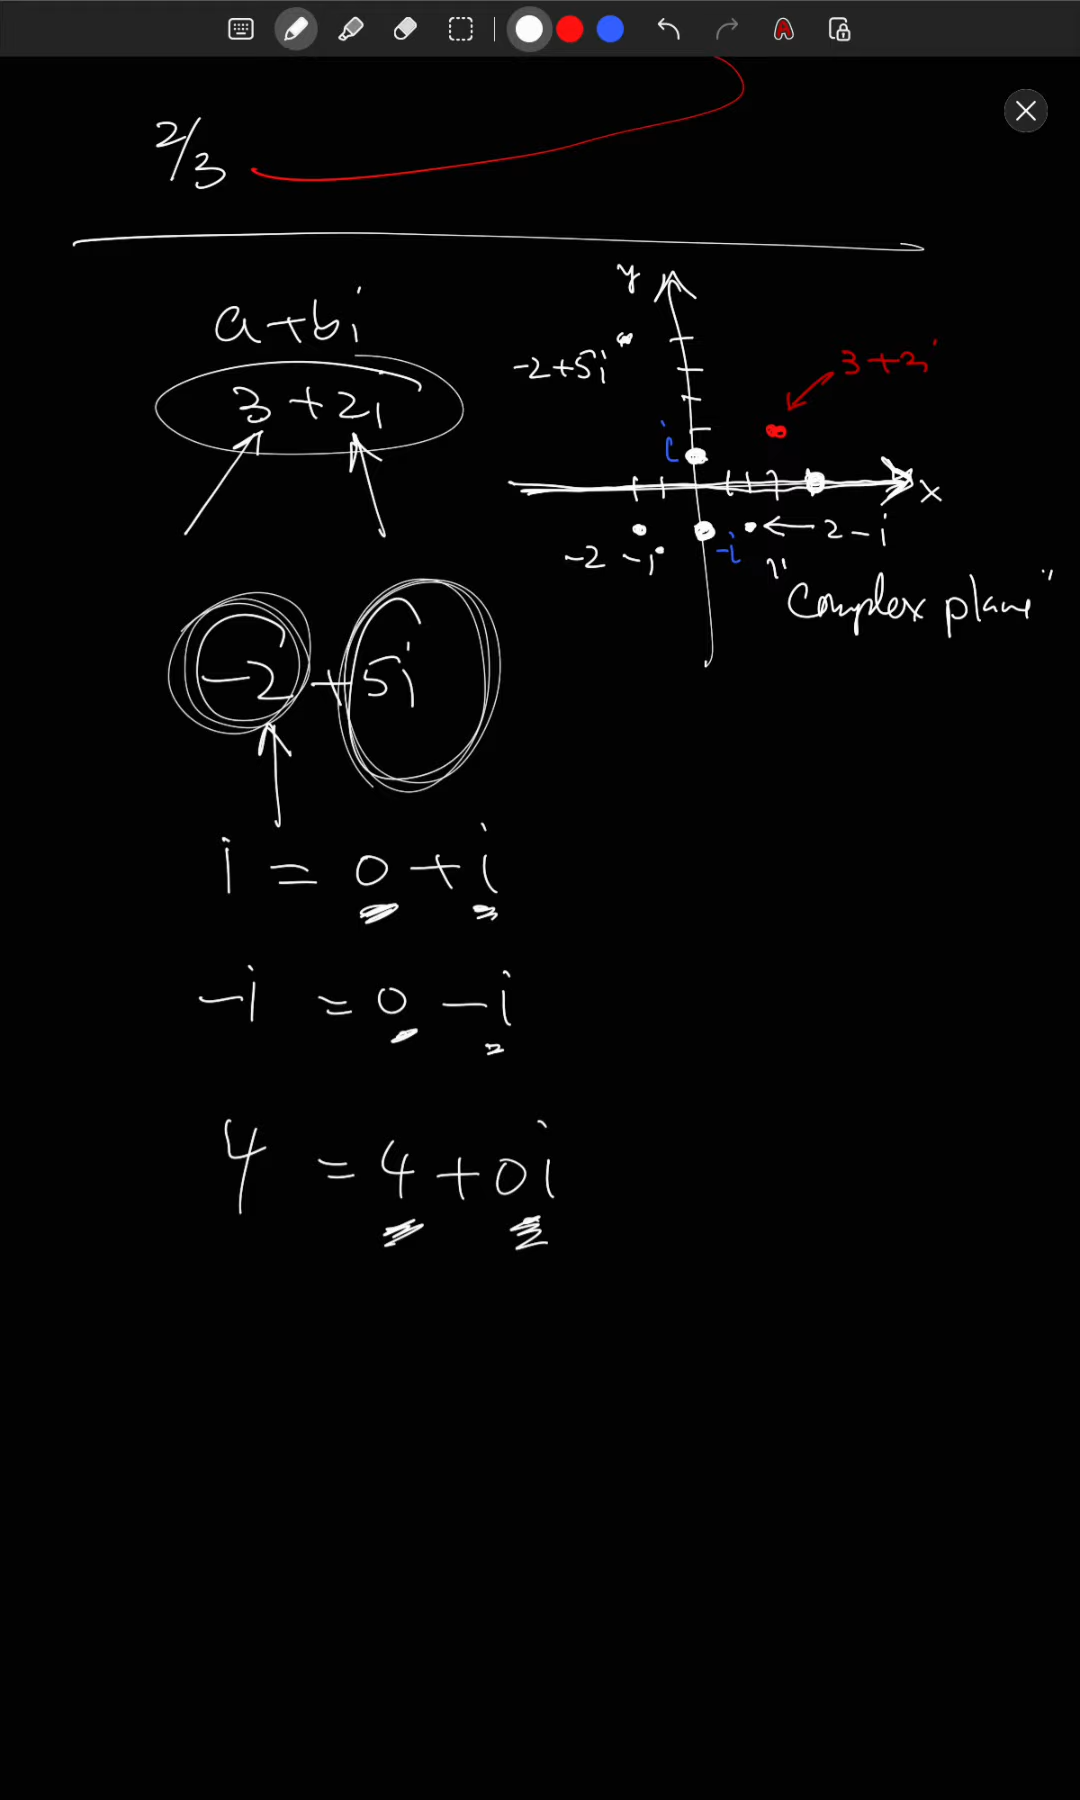 2/3
a+bi
3+2i
-2+5i
i = 0+i
-i = 0-i
4 = 4+0i
y
-2+5i
3+2i
i
x
-2-i
-i
2-i
"Complex plane"